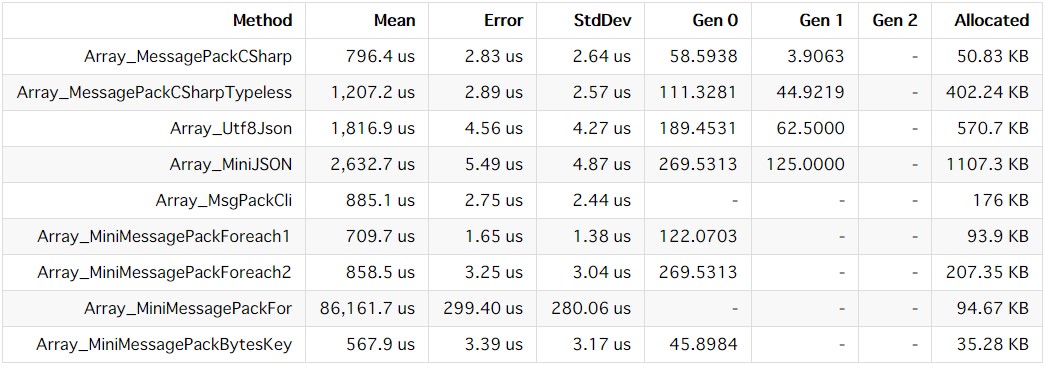 Method Mean Error StdDev Gen 0 Gen 1 Gen 2 Allocated
Array_MessagePackCSharp 796.4 us 2.83 us 2.64 us 58.5938 3.9063 - 50.83 KB
Array_MessagePackCSharpTypeless 1,207.2 us 2.89 us 2.57 us 111.3281 44.9219 - 402.24 KB
Array_Utf8Json 1,816.9 us 4.56 us 4.27 us 189.4531 62.5000 - 570.7 KB
Array_MiniJSON 2,632.7 us 5.49 us 4.87 us 269.5313 125.0000 - 1107.3 KB
Array_MsgPackCli 885.1 us 2.75 us 2.44 us - - - 176 KB
Array_MiniMessagePackForeach1 709.7 us 1.65 us 1.38 us 122.0703 - - 93.9 KB
Array_MiniMessagePackForeach2 858.5 us 3.25 us 3.04 us 269.5313 - - 207.35 KB
Array_MiniMessagePackFor 86,161.7 us 299.40 us 280.06 us - - - 94.67 KB
Array_MiniMessagePackBytesKey 567.9 us 3.39 us 3.17 us 45.8984 - - 35.28 KB